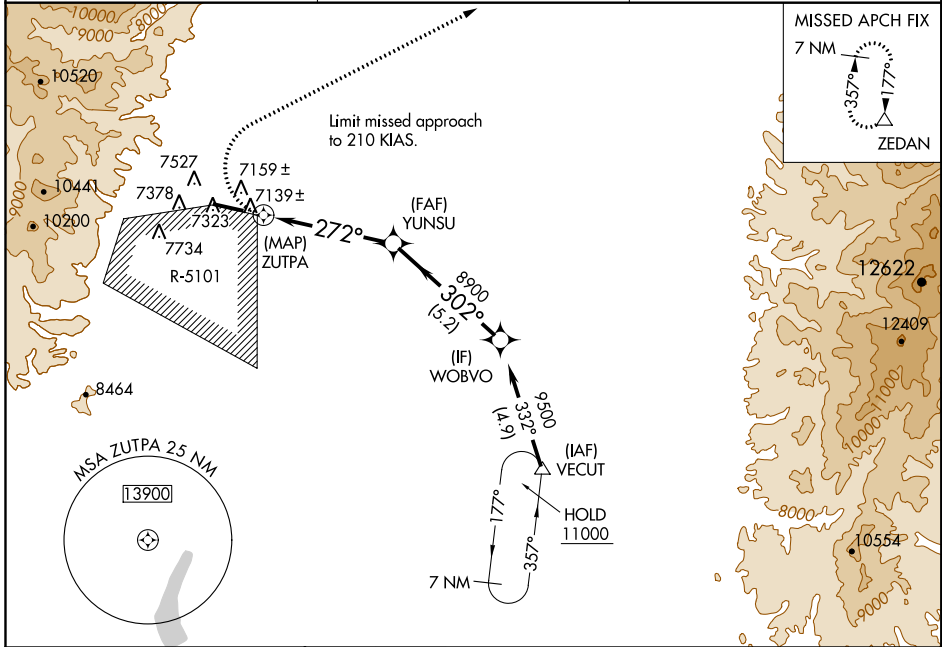 10000
9000
10520
10441
9000
10200
8464
Limit missed approach
to 210 KIAS.
MISSED APCH FIX
7 NM
357°
177°
ZEDAN
7527
7159 ±
7378
7139 ±
7323
7734
R-5101
(MAP)
ZUTPA
272°
(FAF)
YUNSU
8900
302°
(5.2)
(IF)
WOBVO
9500
332°
(4.9)
(IAF)
VECUT
HOLD
11000
177°
357°
7 NM
MSA ZUTPA 25 NM
13900
12622
12409
11000
10000
8000
10554
9000